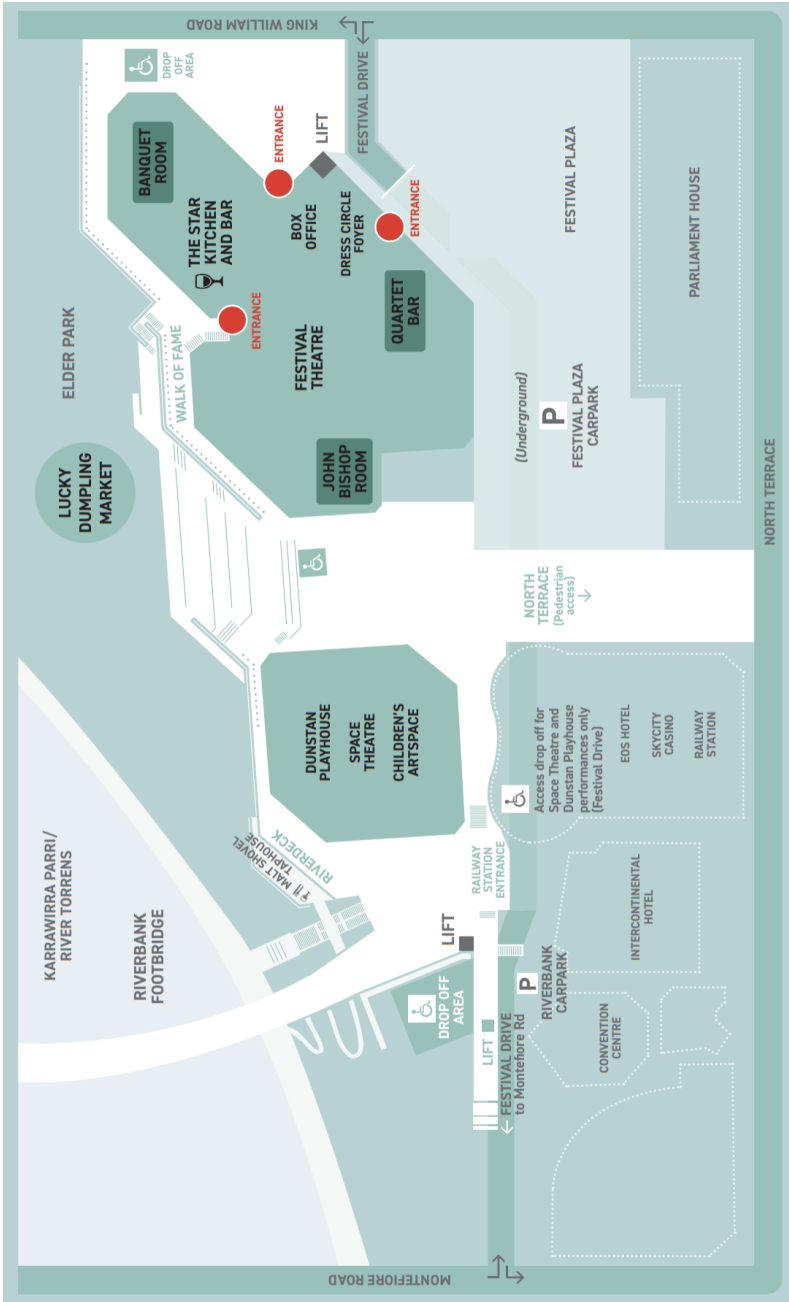 KING WILLIAM ROAD
DROP
OFF
AREA
BANQUET
ROOM
THE STAR
KITCHEN
AND BAR
ENTRANCE
LIFT
FESTIVAL DRIVE
BOX
OFFICE
DRESS CIRCLE
FOYER
ENTRANCE
ENTRANCE
QUARTET
BAR
FESTIVAL
THEATRE
JOHN
BISHOP
ROOM
WALK OF FAME
ELDER PARK
LUCKY
DUMPLING
MARKET
FESTIVAL PLAZA
PARLIAMENT HOUSE
(Underground)
P
FESTIVAL PLAZA
CARPARK
NORTH TERRACE
NORTH
TERRACE
(Pedestrian
access)
DUNSTAN
PLAYHOUSE
SPACE
THEATRE
CHILDREN'S
ARTSPACE
Access drop off for
Space Theatre and
Dunstan Playhouse
performances only
(Festival Drive)
EOS HOTEL
SKYCITY
CASINO
RAILWAY
STATION
RIVERDECK
MALT SHOVEL
TAPHOUSE
RAILWAY
STATION
ENTRANCE
KARRAWIRRA PARRI/
RIVER TORRENS
RIVERBANK
FOOTBRIDGE
LIFT
DROP OFF
AREA
LIFT
P
RIVERBANK
CARPARK
FESTIVAL DRIVE
to Montefiore Rd
INTERCONTINENTAL
HOTEL
CONVENTION
CENTRE
MONTEFIORE ROAD